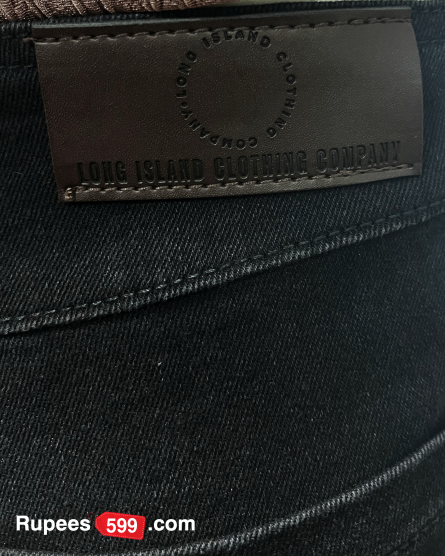 LONG ISLAND CLOTHING COMPANY•
LONG ISLAND CLOTHING COMPANY
Rupees 599 .com